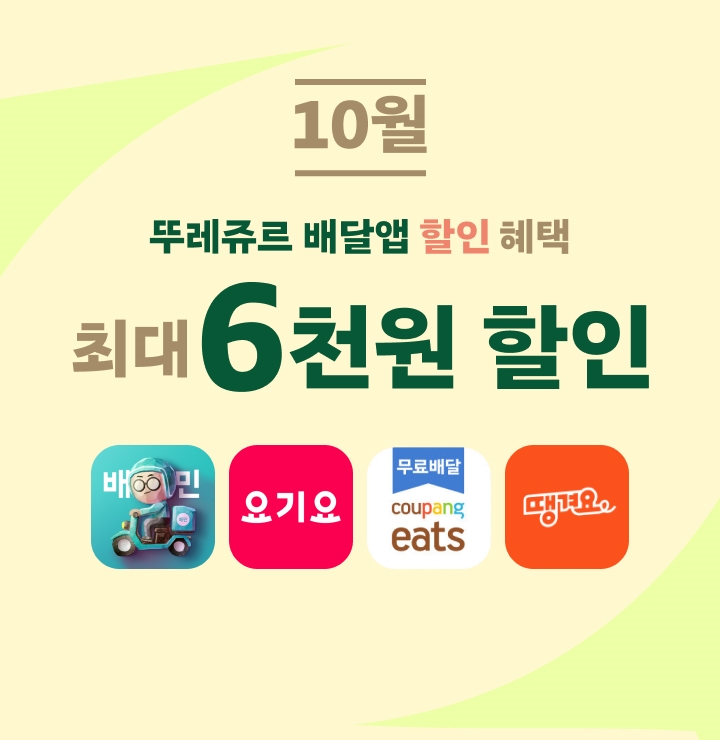 10월
뚜레쥬르 배달앱 할인 혜택
최대 6천원 할인
배 민
요기요
무료배달
coupang
eats
땡겨요